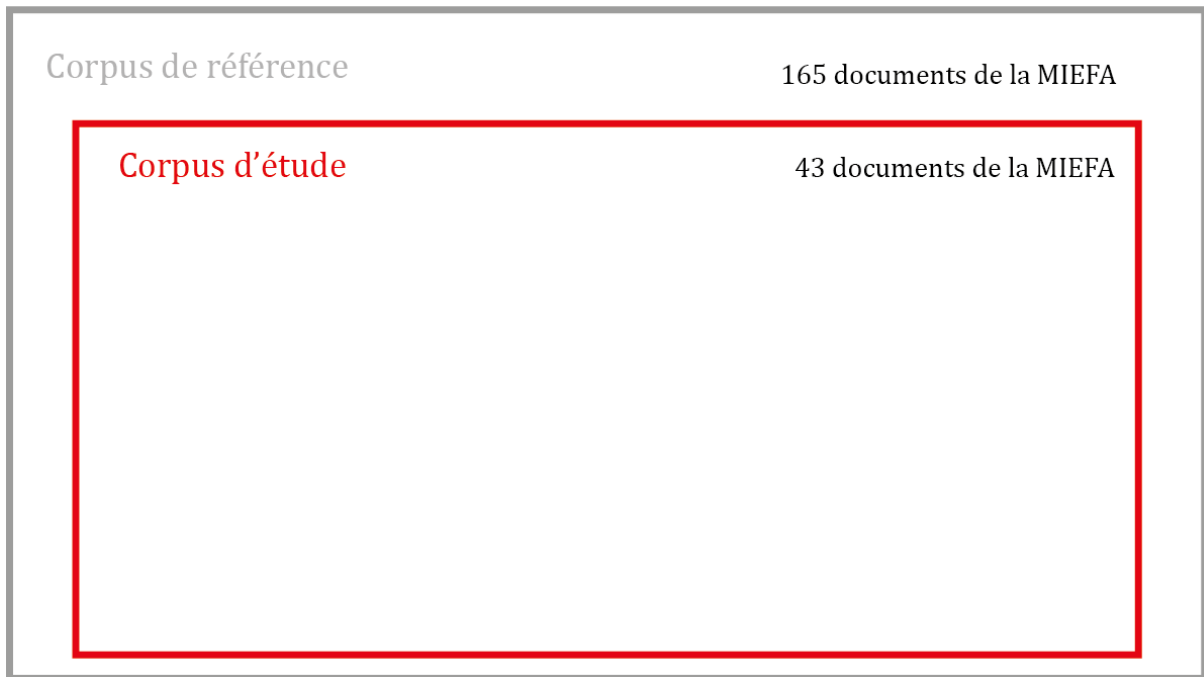 Corpus de référence
165 documents de la MIEFA
Corpus d’étude
43 documents de la MIEFA